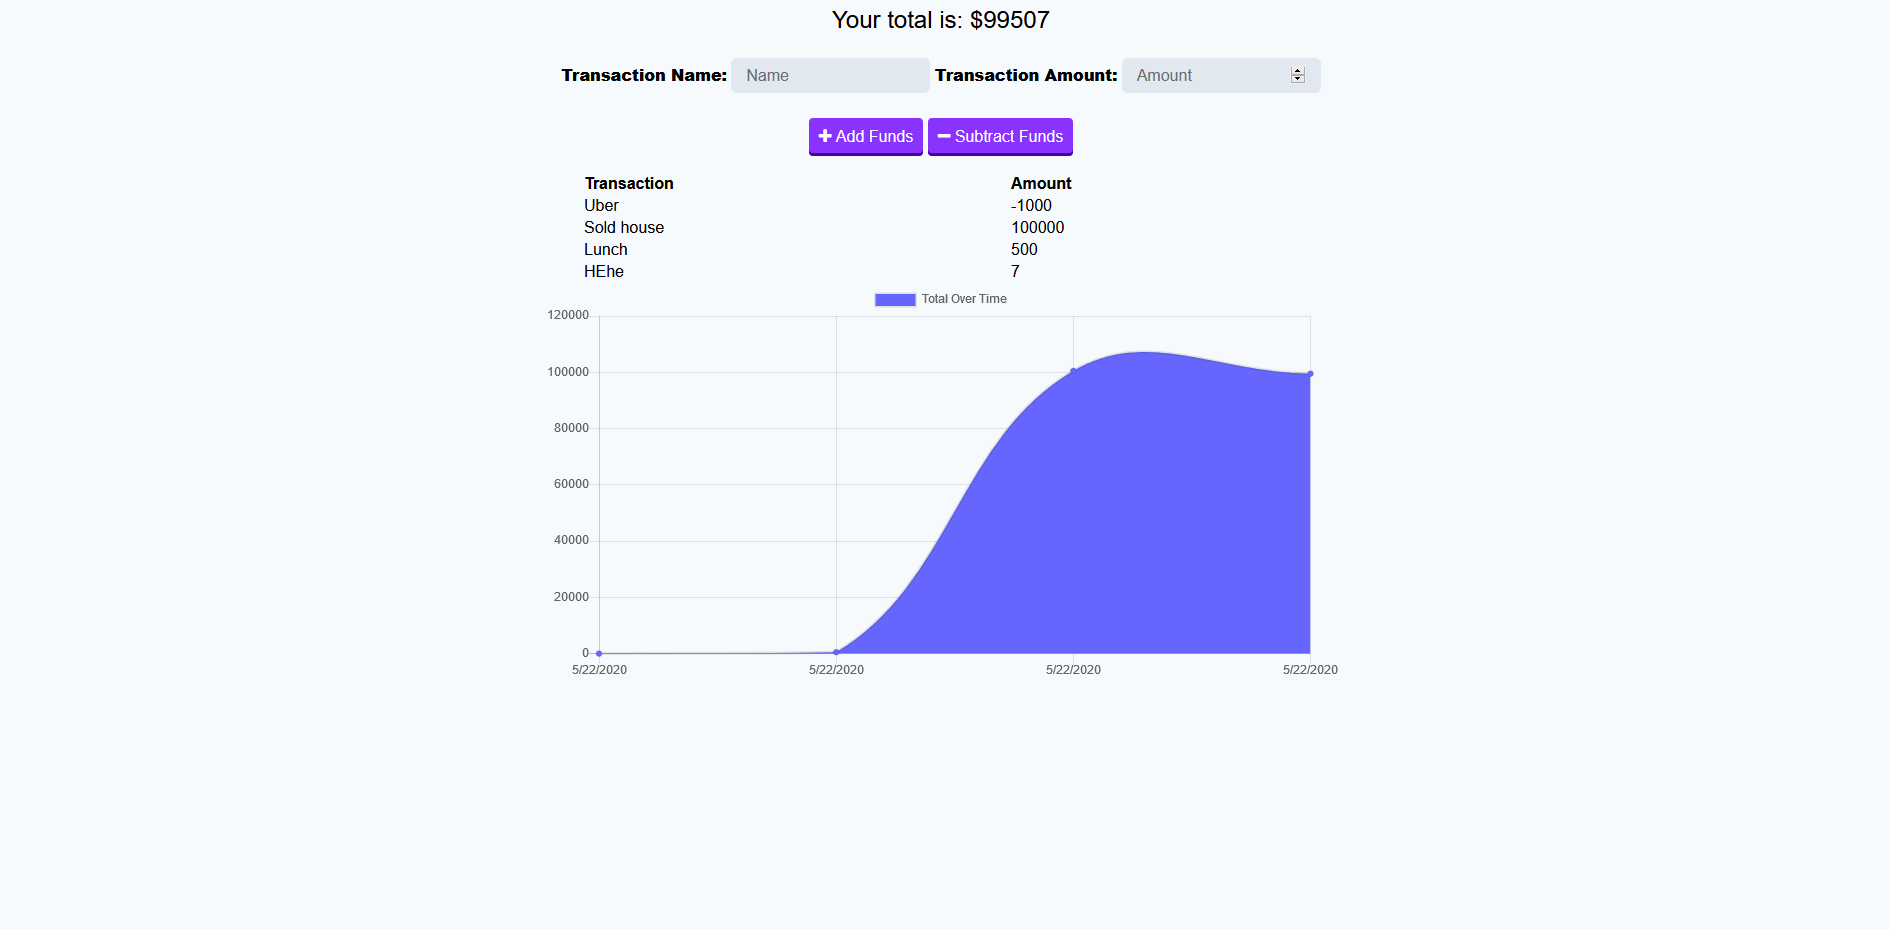 Your total is: $99507
Transaction Name: Name Transaction Amount: Amount
Add Funds Subtract Funds
Transaction Amount
Uber -1000
Sold house 100000
Lunch 500
HEhe 7
Total Over Time
120000
100000
80000
60000
40000
20000
0
5/22/2020 5/22/2020 5/22/2020 5/22/2020